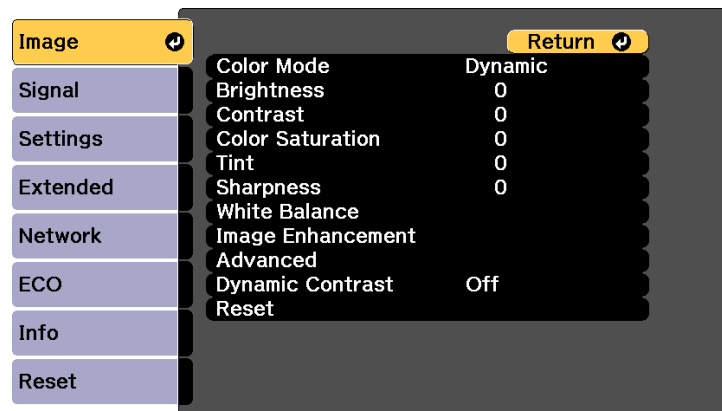 Image
Signal
Settings
Extended
Network
ECO
Info
Reset
Return
Color Mode Dynamic
Brightness 0
Contrast 0
Color Saturation 0
Tint 0
Sharpness 0
White Balance
Image Enhancement
Advanced
Dynamic Contrast Off
Reset